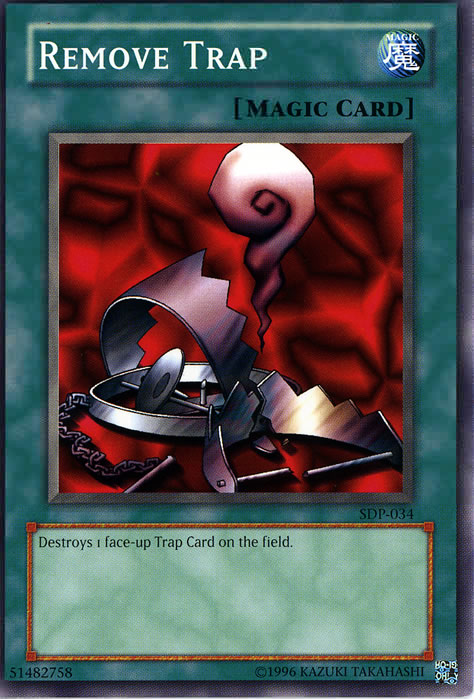 Remove Trap
MAGIC
魔
[Magic Card]
SDP-034
Destroys 1 face-up Trap Card on the field.
51482758
©1996 KAZUKI TAKAHASHI